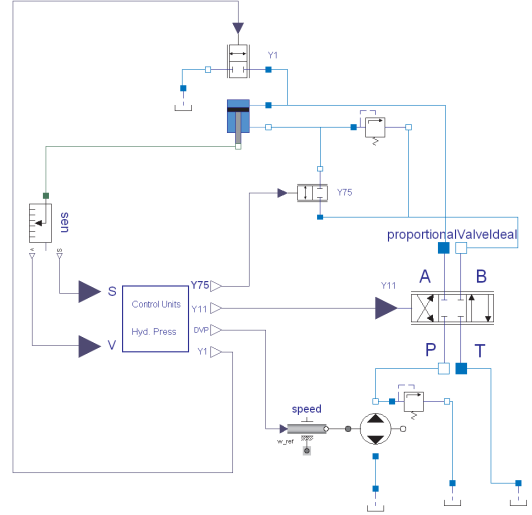 Y1
Y75
sen
v
s
proportionalValveIdeal
A
B
Y11
S
V
Control Units
Hyd. Press
Y75
Y11
DVP
Y1
P
T
speed
w_ref